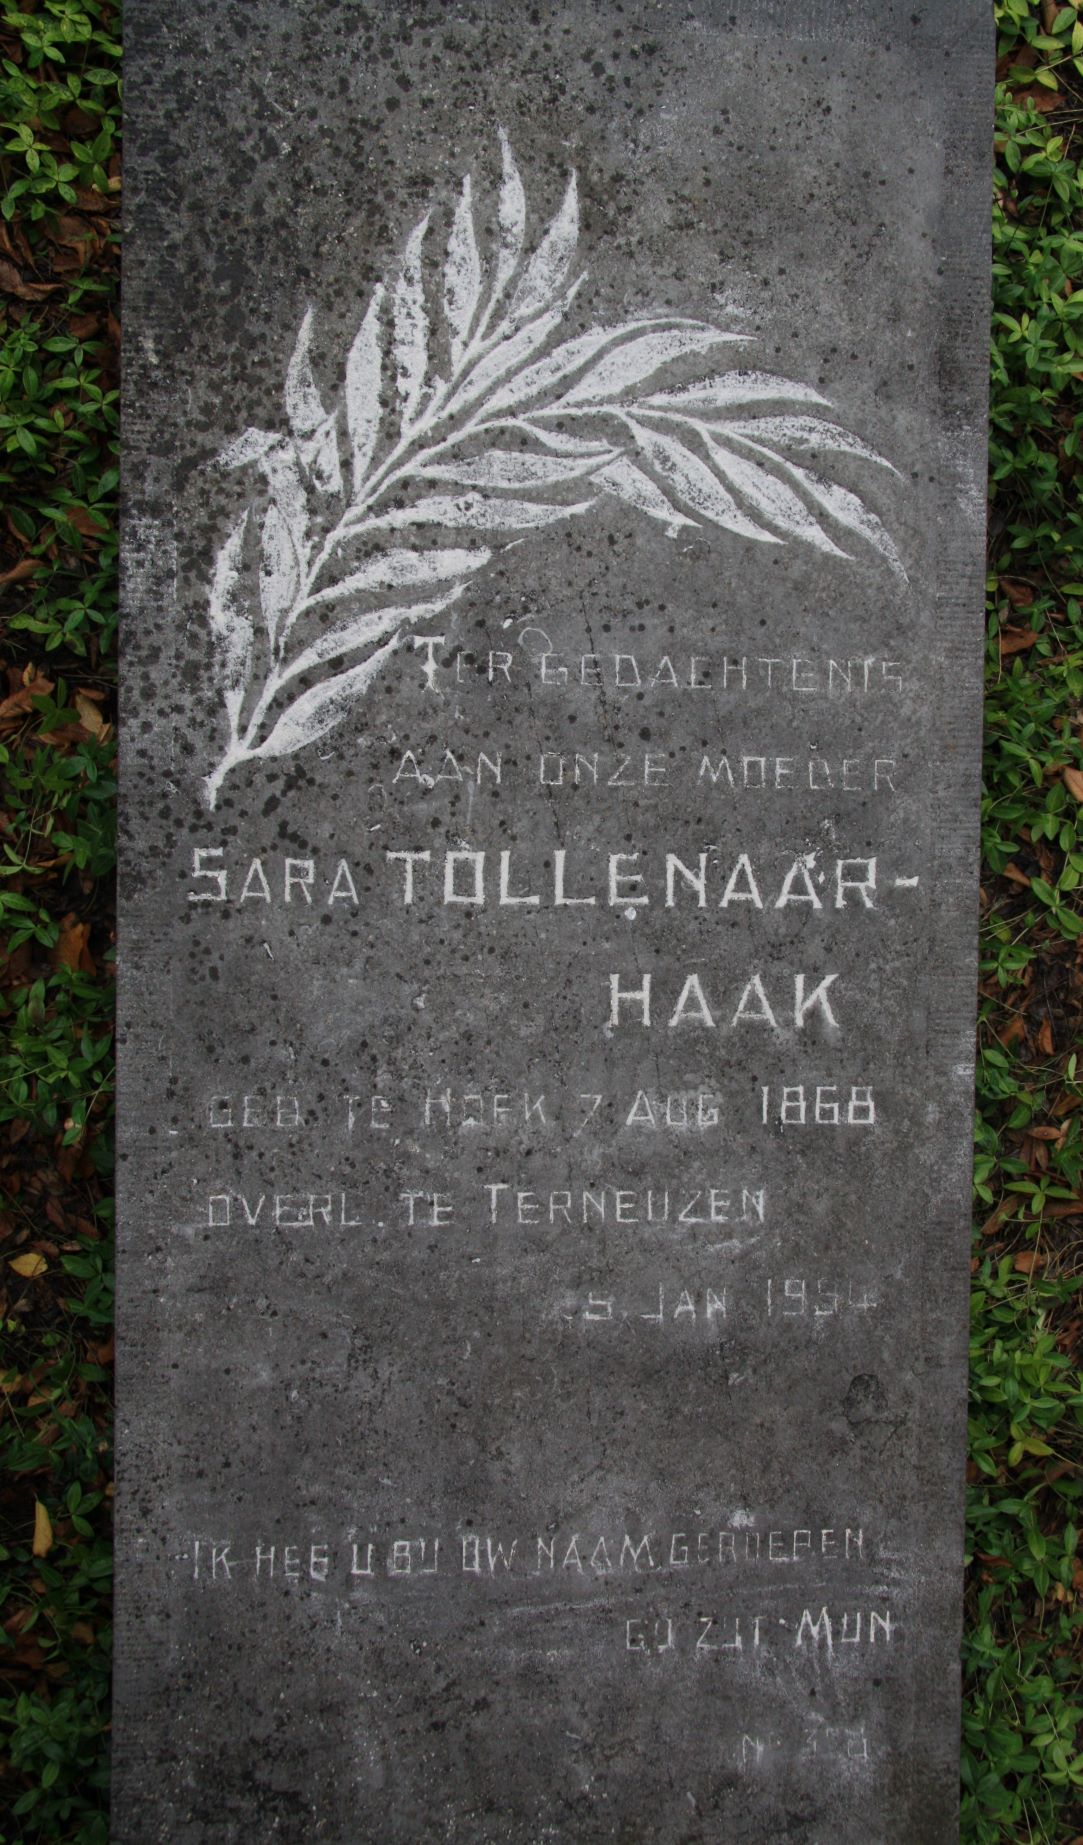 TER GEDACHTENIS
AAN ONZE MOEDER
SARA TOLLENAAR-
HAAK
GEB. TE HOEK 7 AUG 1868
OVERL. TE TERNEUZEN
JAN 1954
IK HEB U BIJ UW NAAM GEROEPEN
GIJ ZIJT MIJN